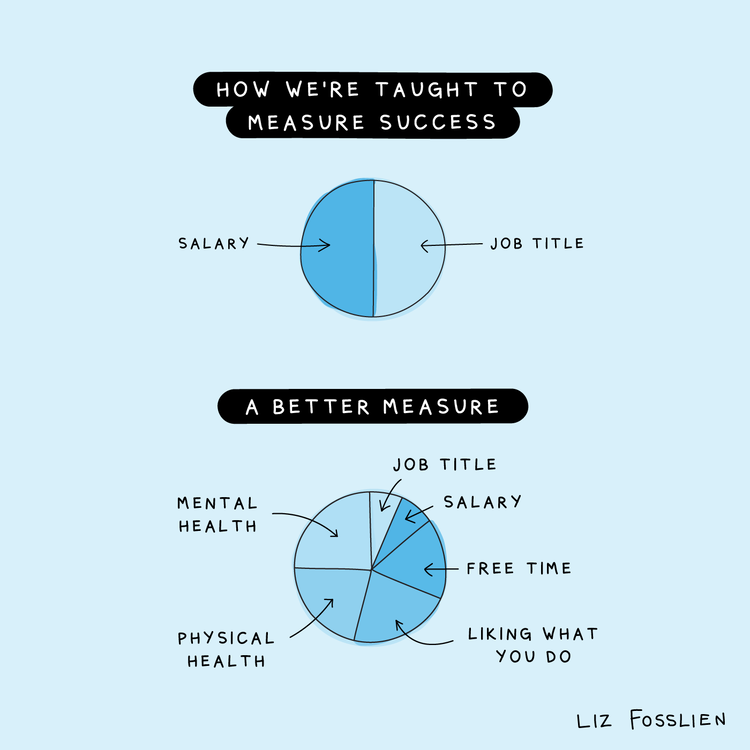 HOW WE'RE TAUGHT TO
MEASURE SUCCESS
SALARY
JOB TITLE
A BETTER MEASURE
JOB TITLE
SALARY
MENTAL
HEALTH
FREE TIME
LIKING WHAT
YOU DO
PHYSICAL
HEALTH
LIZ FOSSLIEN